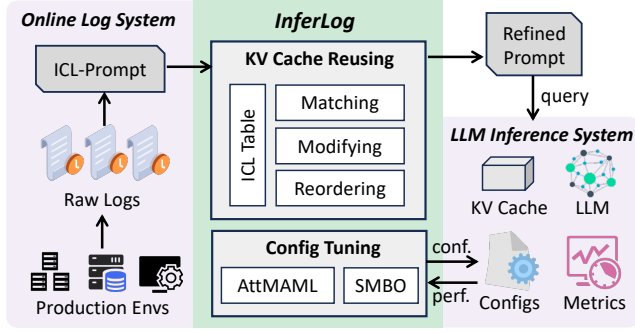 Online Log System
InferLog
ICL-Prompt
KV Cache Reusing
ICL Table
Matching
Modifying
Reordering
Refined
Prompt
query
Raw Logs
Production Envs
Config Tuning
AttMAML
SMBO
conf.
perf.
LLM Inference System
KV Cache
LLM
Configs
Metrics